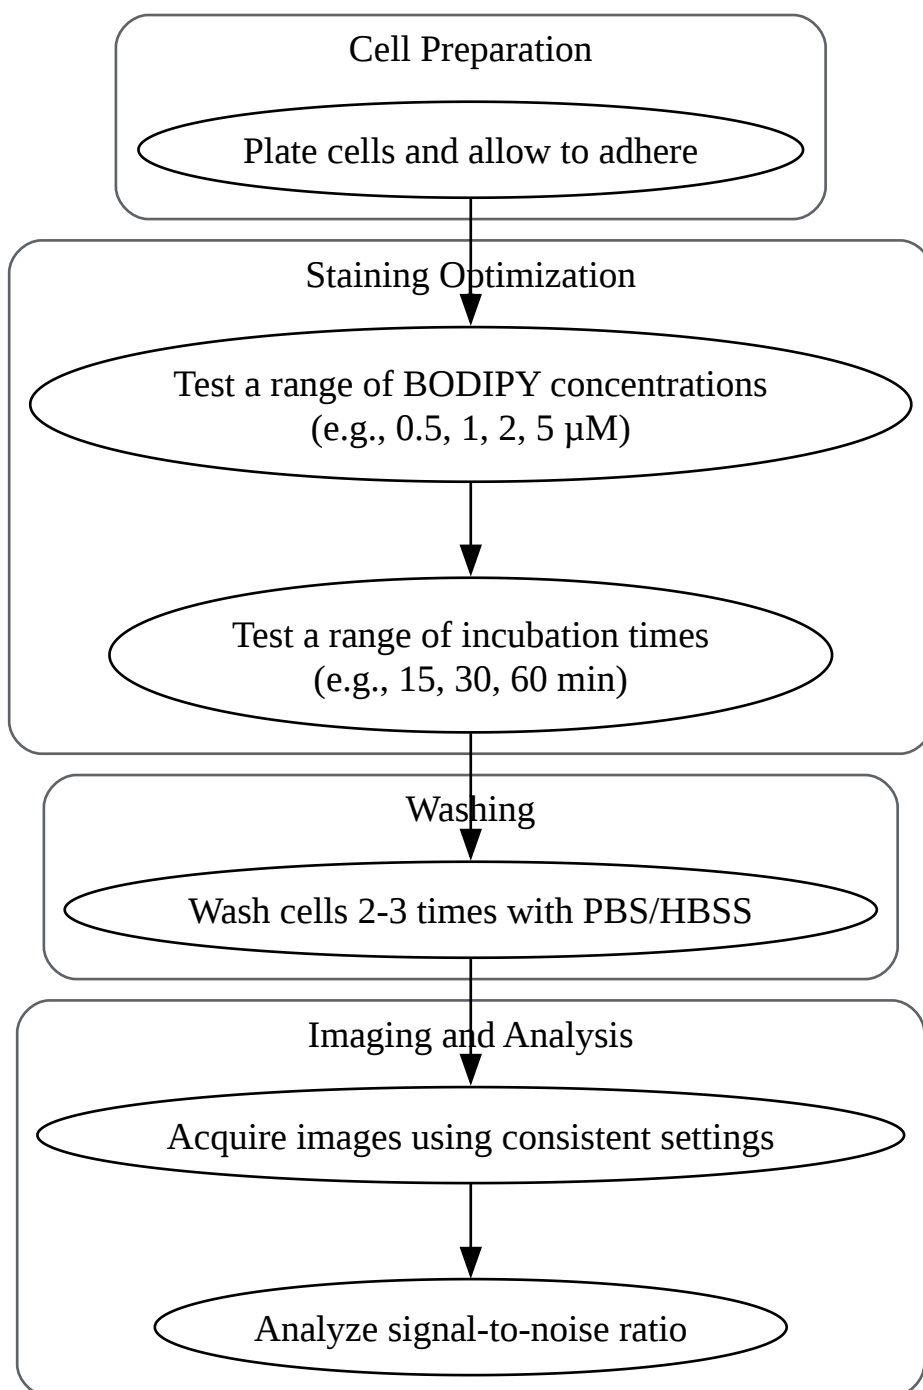 Cell Preparation
Plate cells and allow to adhere
Staining Optimization
Test a range of BODIPY concentrations
(e.g., 0.5, 1, 2, 5 µM)
Test a range of incubation times
(e.g., 15, 30, 60 min)
Washing
Wash cells 2-3 times with PBS/HBSS
Imaging and Analysis
Acquire images using consistent settings
Analyze signal-to-noise ratio